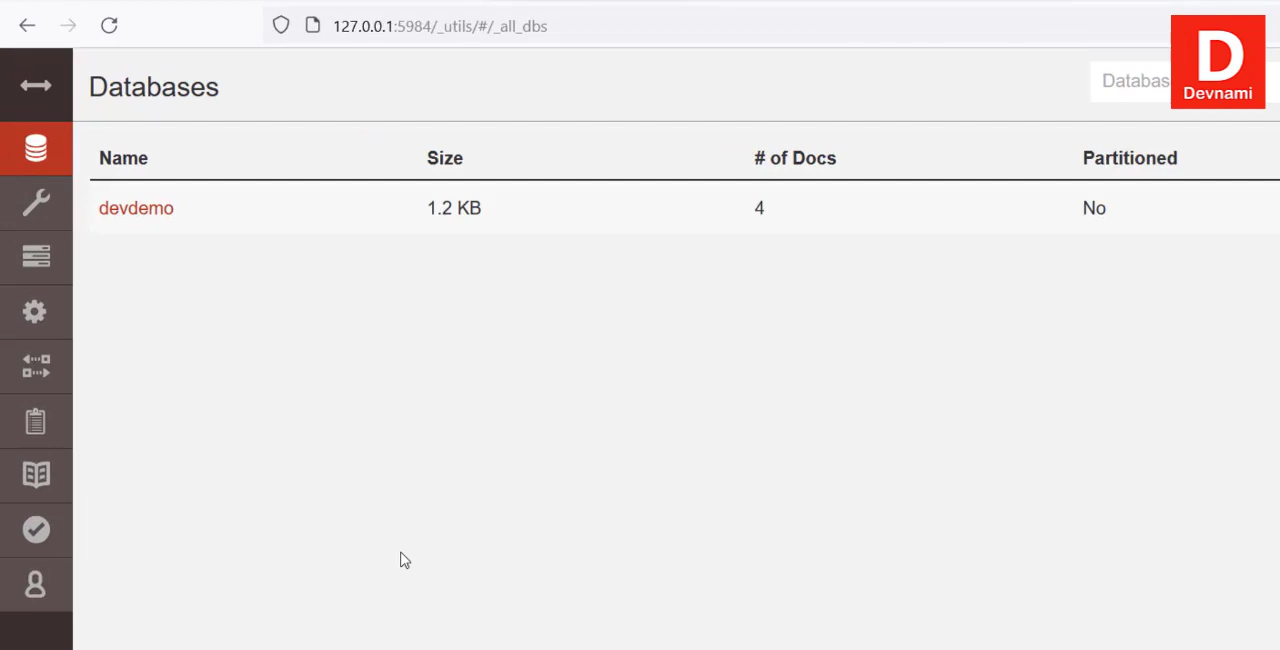 127.0.0.1:5984/_utils/#/_all_dbs
D
Devnami
Databases
Name Size # of Docs Partitioned
devdemo 1.2 KB 4 No